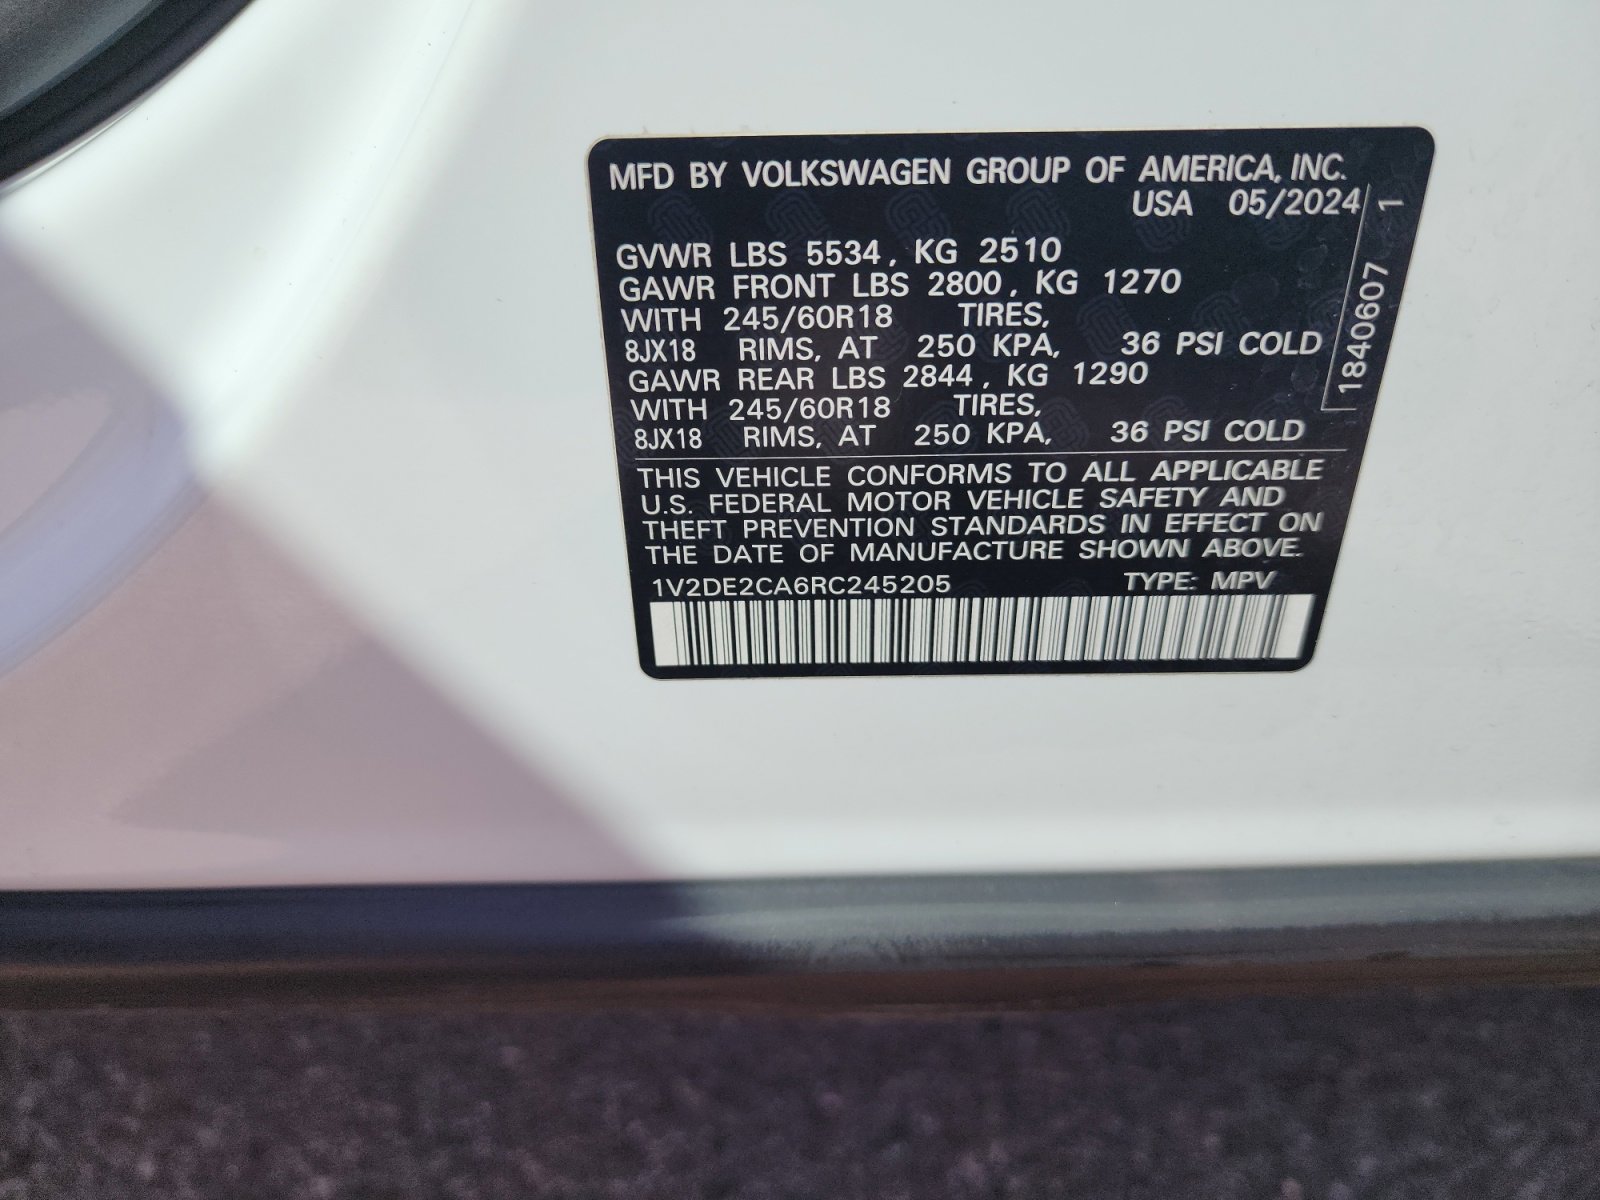 MFD BY VOLKSWAGEN GROUP OF AMERICA, INC.
USA 05/2024
GVWR LBS 5534, KG 2510
GAWR FRONT LBS 2800, KG 1270
WITH 245/60R18 TIRES,
8JX18 RIMS, AT 250 KPA, 36 PSI COLD
GAWR REAR LBS 2844, KG 1290
WITH 245/60R18 TIRES,
8JX18 RIMS, AT 250 KPA, 36 PSI COLD
THIS VEHICLE CONFORMS TO ALL APPLICABLE
U.S. FEDERAL MOTOR VEHICLE SAFETY AND
THEFT PREVENTION STANDARDS IN EFFECT ON
THE DATE OF MANUFACTURE SHOWN ABOVE.
1V2DE2CA6RC245205 TYPE: MPV
1840607 1